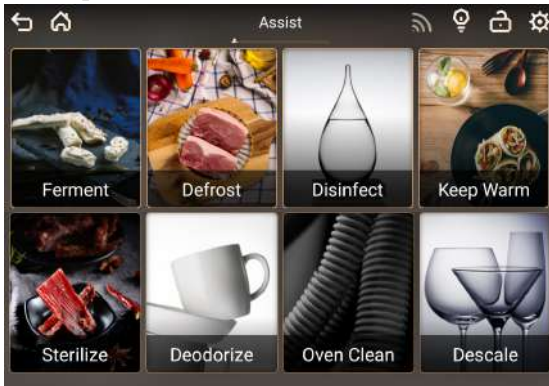 Assist
Ferment
Defrost
Disinfect
Keep Warm
Sterilize
Deodorize
Oven Clean
Descale